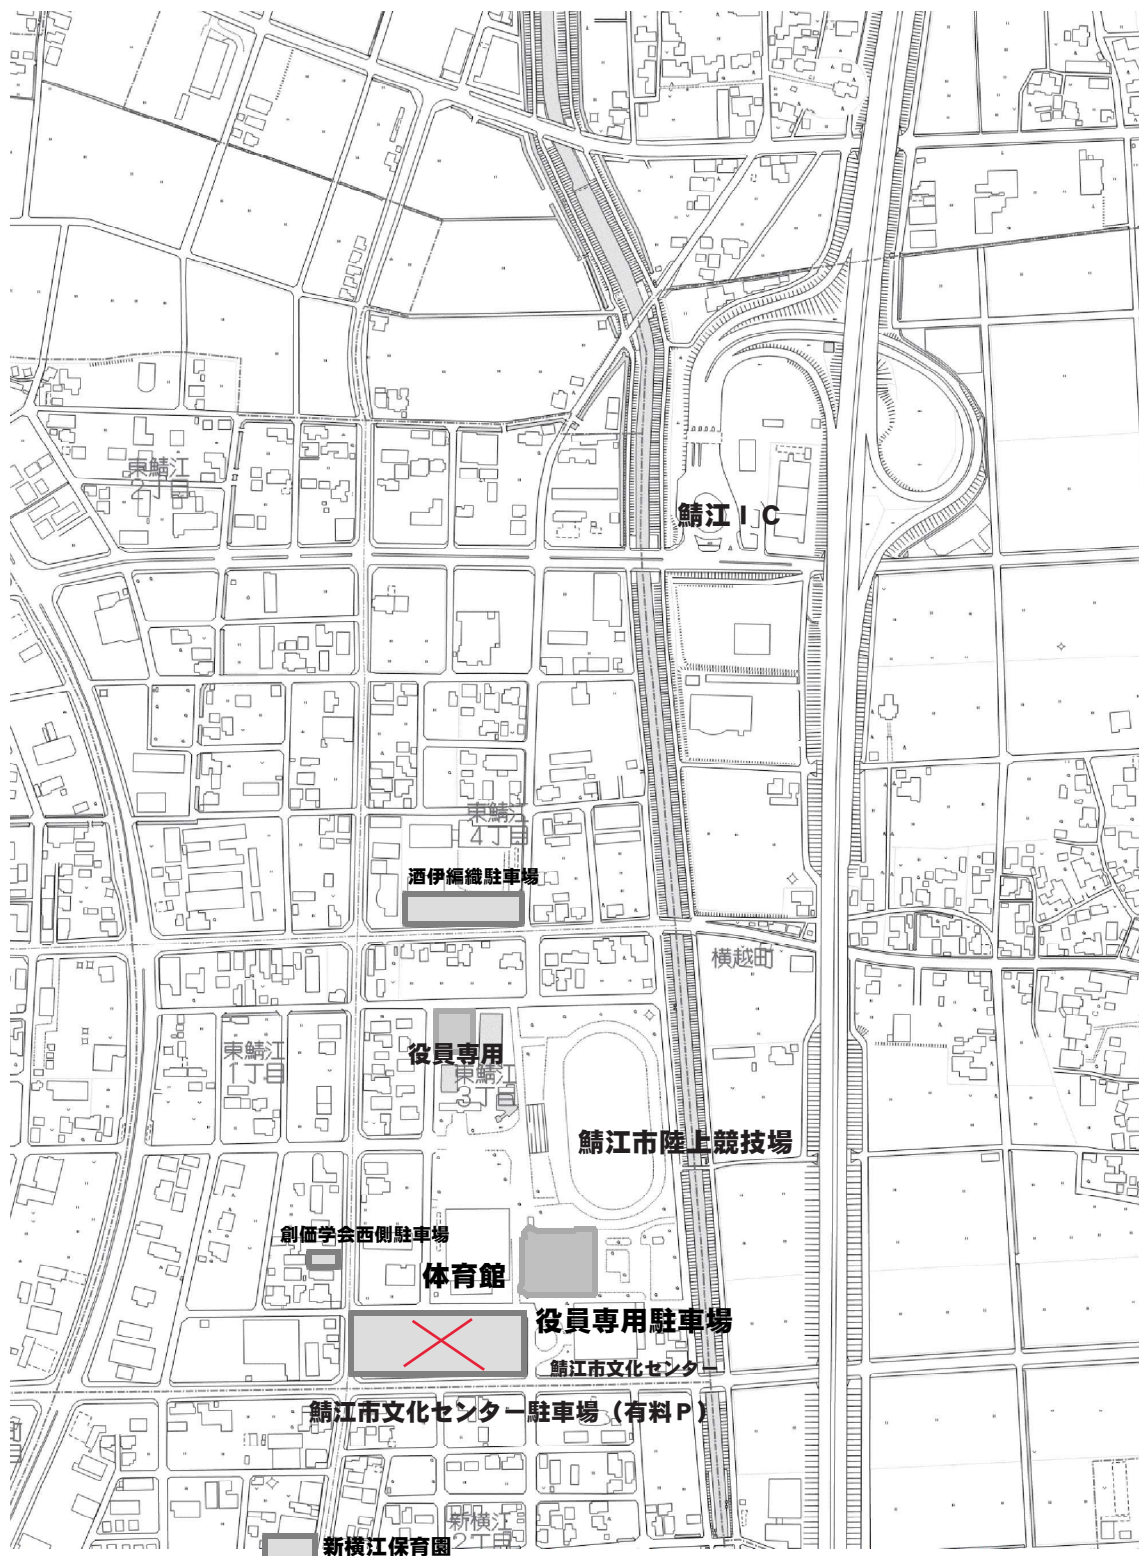 東鯖江
2丁目
鯖江ＩＣ
東鯖江
4丁目
酒伊編織駐車場
横越町
東鯖江
1丁目
役員専用
東鯖江
3丁目
鯖江市陸上競技場
創価学会西側駐車場
体育館
役員専用駐車場
鯖江市文化センター
鯖江市文化センター駐車場（有料Ｐ）
新横江
2丁目
新横江保育園